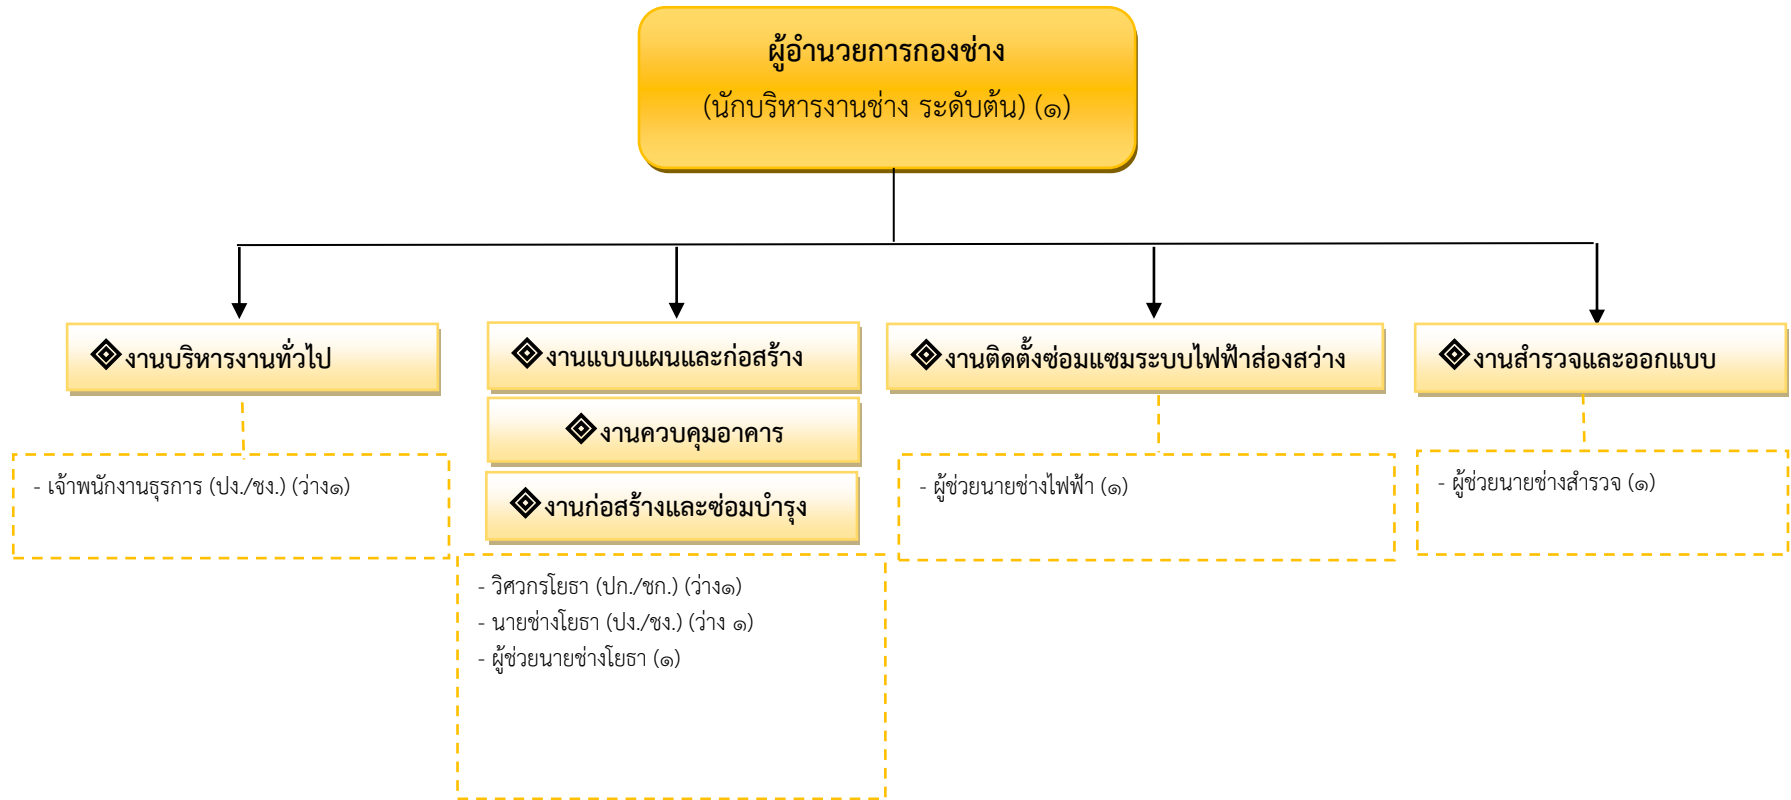 ผู้อำนวยการกองช่าง
(นักบริหารงานช่าง ระดับต้น) (๑)
งานบริหารงานทั่วไป
- เจ้าพนักงานธุรการ (ปง./ชง.) (ว่าง๑)
งานแบบแผนและก่อสร้าง
งานควบคุมอาคาร
งานก่อสร้างและซ่อมบำรุง
- วิศวกรโยธา (ปก./ชก.) (ว่าง๑)
- นายช่างโยธา (ปง./ชง.) (ว่าง ๑)
- ผู้ช่วยนายช่างโยธา (๑)
งานติดตั้งซ่อมแซมระบบไฟฟ้าส่องสว่าง
- ผู้ช่วยนายช่างไฟฟ้า (๑)
งานสำรวจและออกแบบ
- ผู้ช่วยนายช่างสำรวจ (๑)